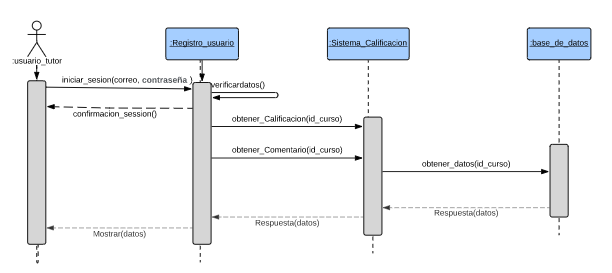 :usuario_tutor
:Registro_usuario
:Sistema_Calificacion
:base_de_datos
iniciar_sesion(correo, contraseña )
verificardatos()
confirmacion_session()
obtener_Calificacion(id_curso)
obtener_Comentario(id_curso)
obtener_datos(id_curso)
Respuesta(datos)
Respuesta(datos)
Mostrar(datos)